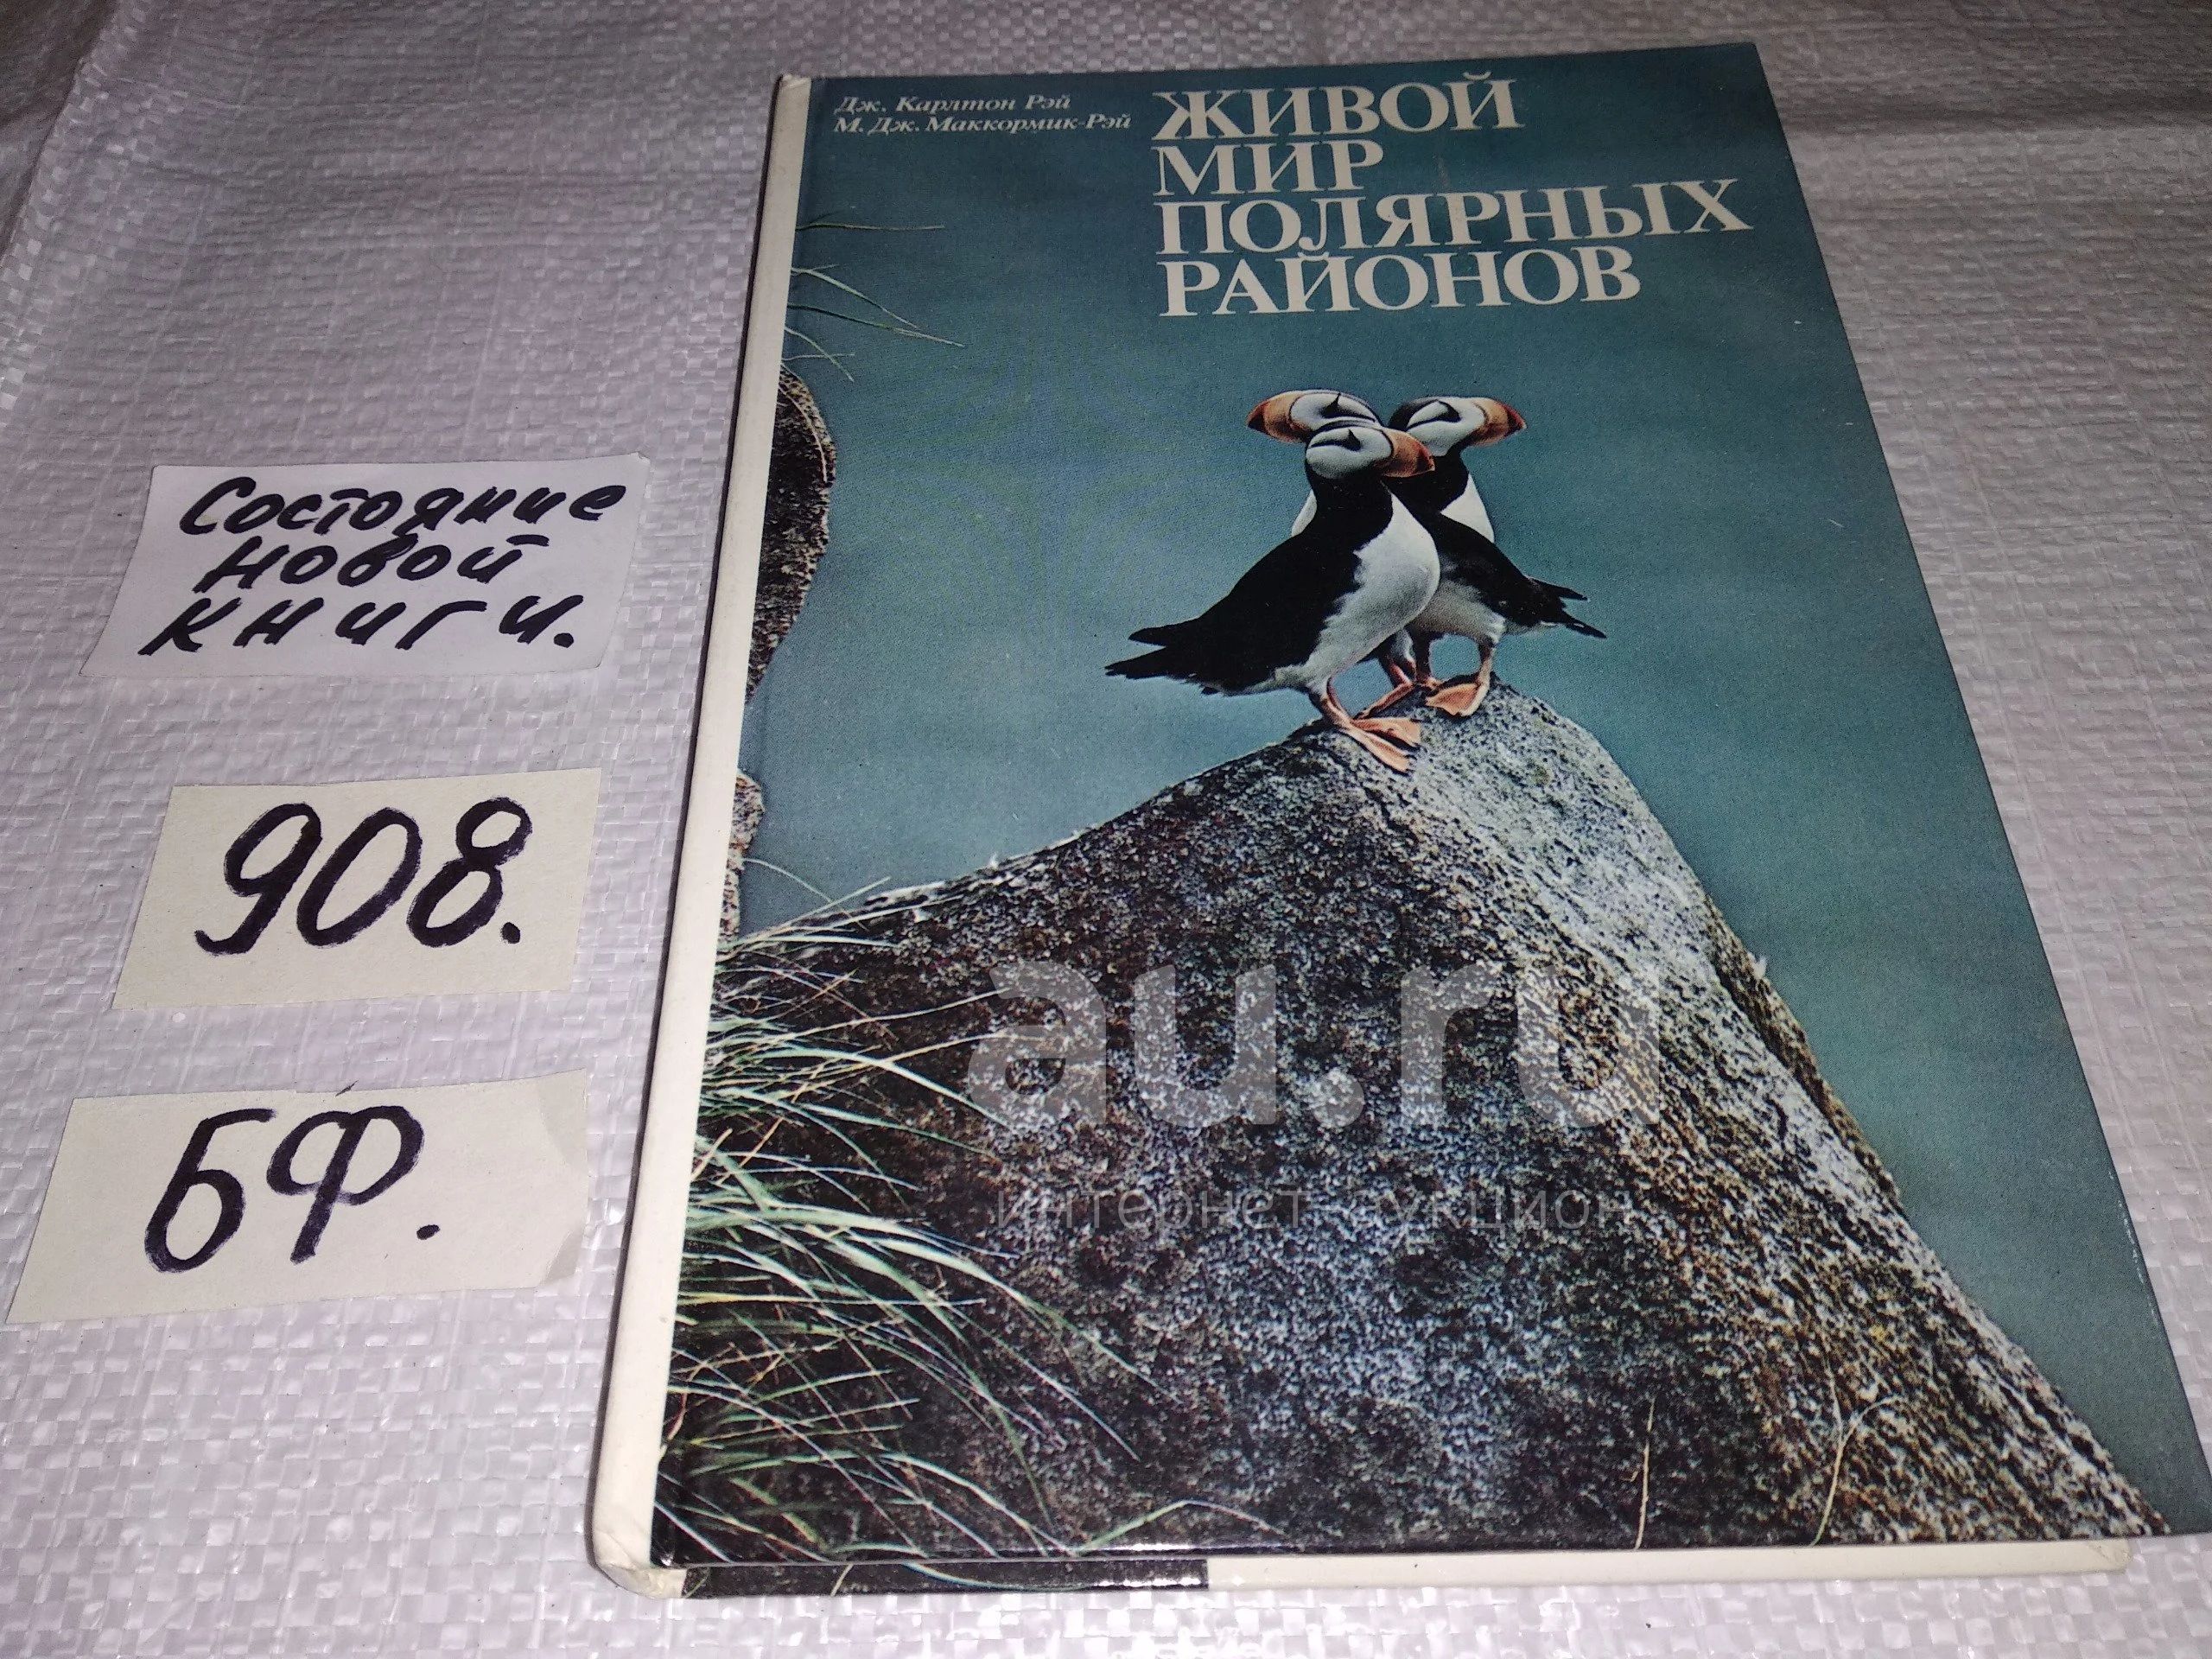 Дж. Карлтон Рэй
М. Дж. Маккормик-Рэй
ЖИВОЙ
МИР
ПОЛЯРНЫХ
РАЙОНОВ
Состояние
новой
книги.
908.
БФ.
au.ru
интернет аукцион